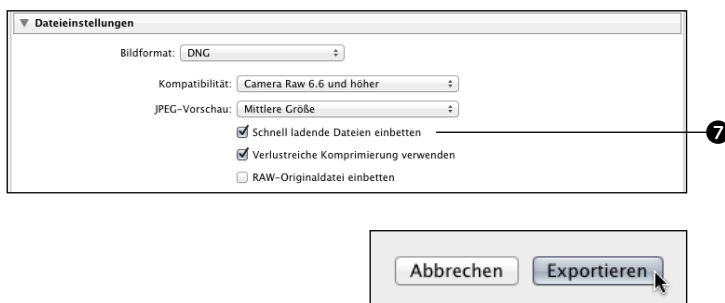 Dateieinstellungen
Bildformat: DNG
Kompatibilität: Camera Raw 6.6 und höher
JPEG-Vorschau: Mittlere Größe
Schnell ladende Dateien einbetten 7
Verlustreiche Komprimierung verwenden
RAW-Originaldatei einbetten
Abbrechen Exportieren